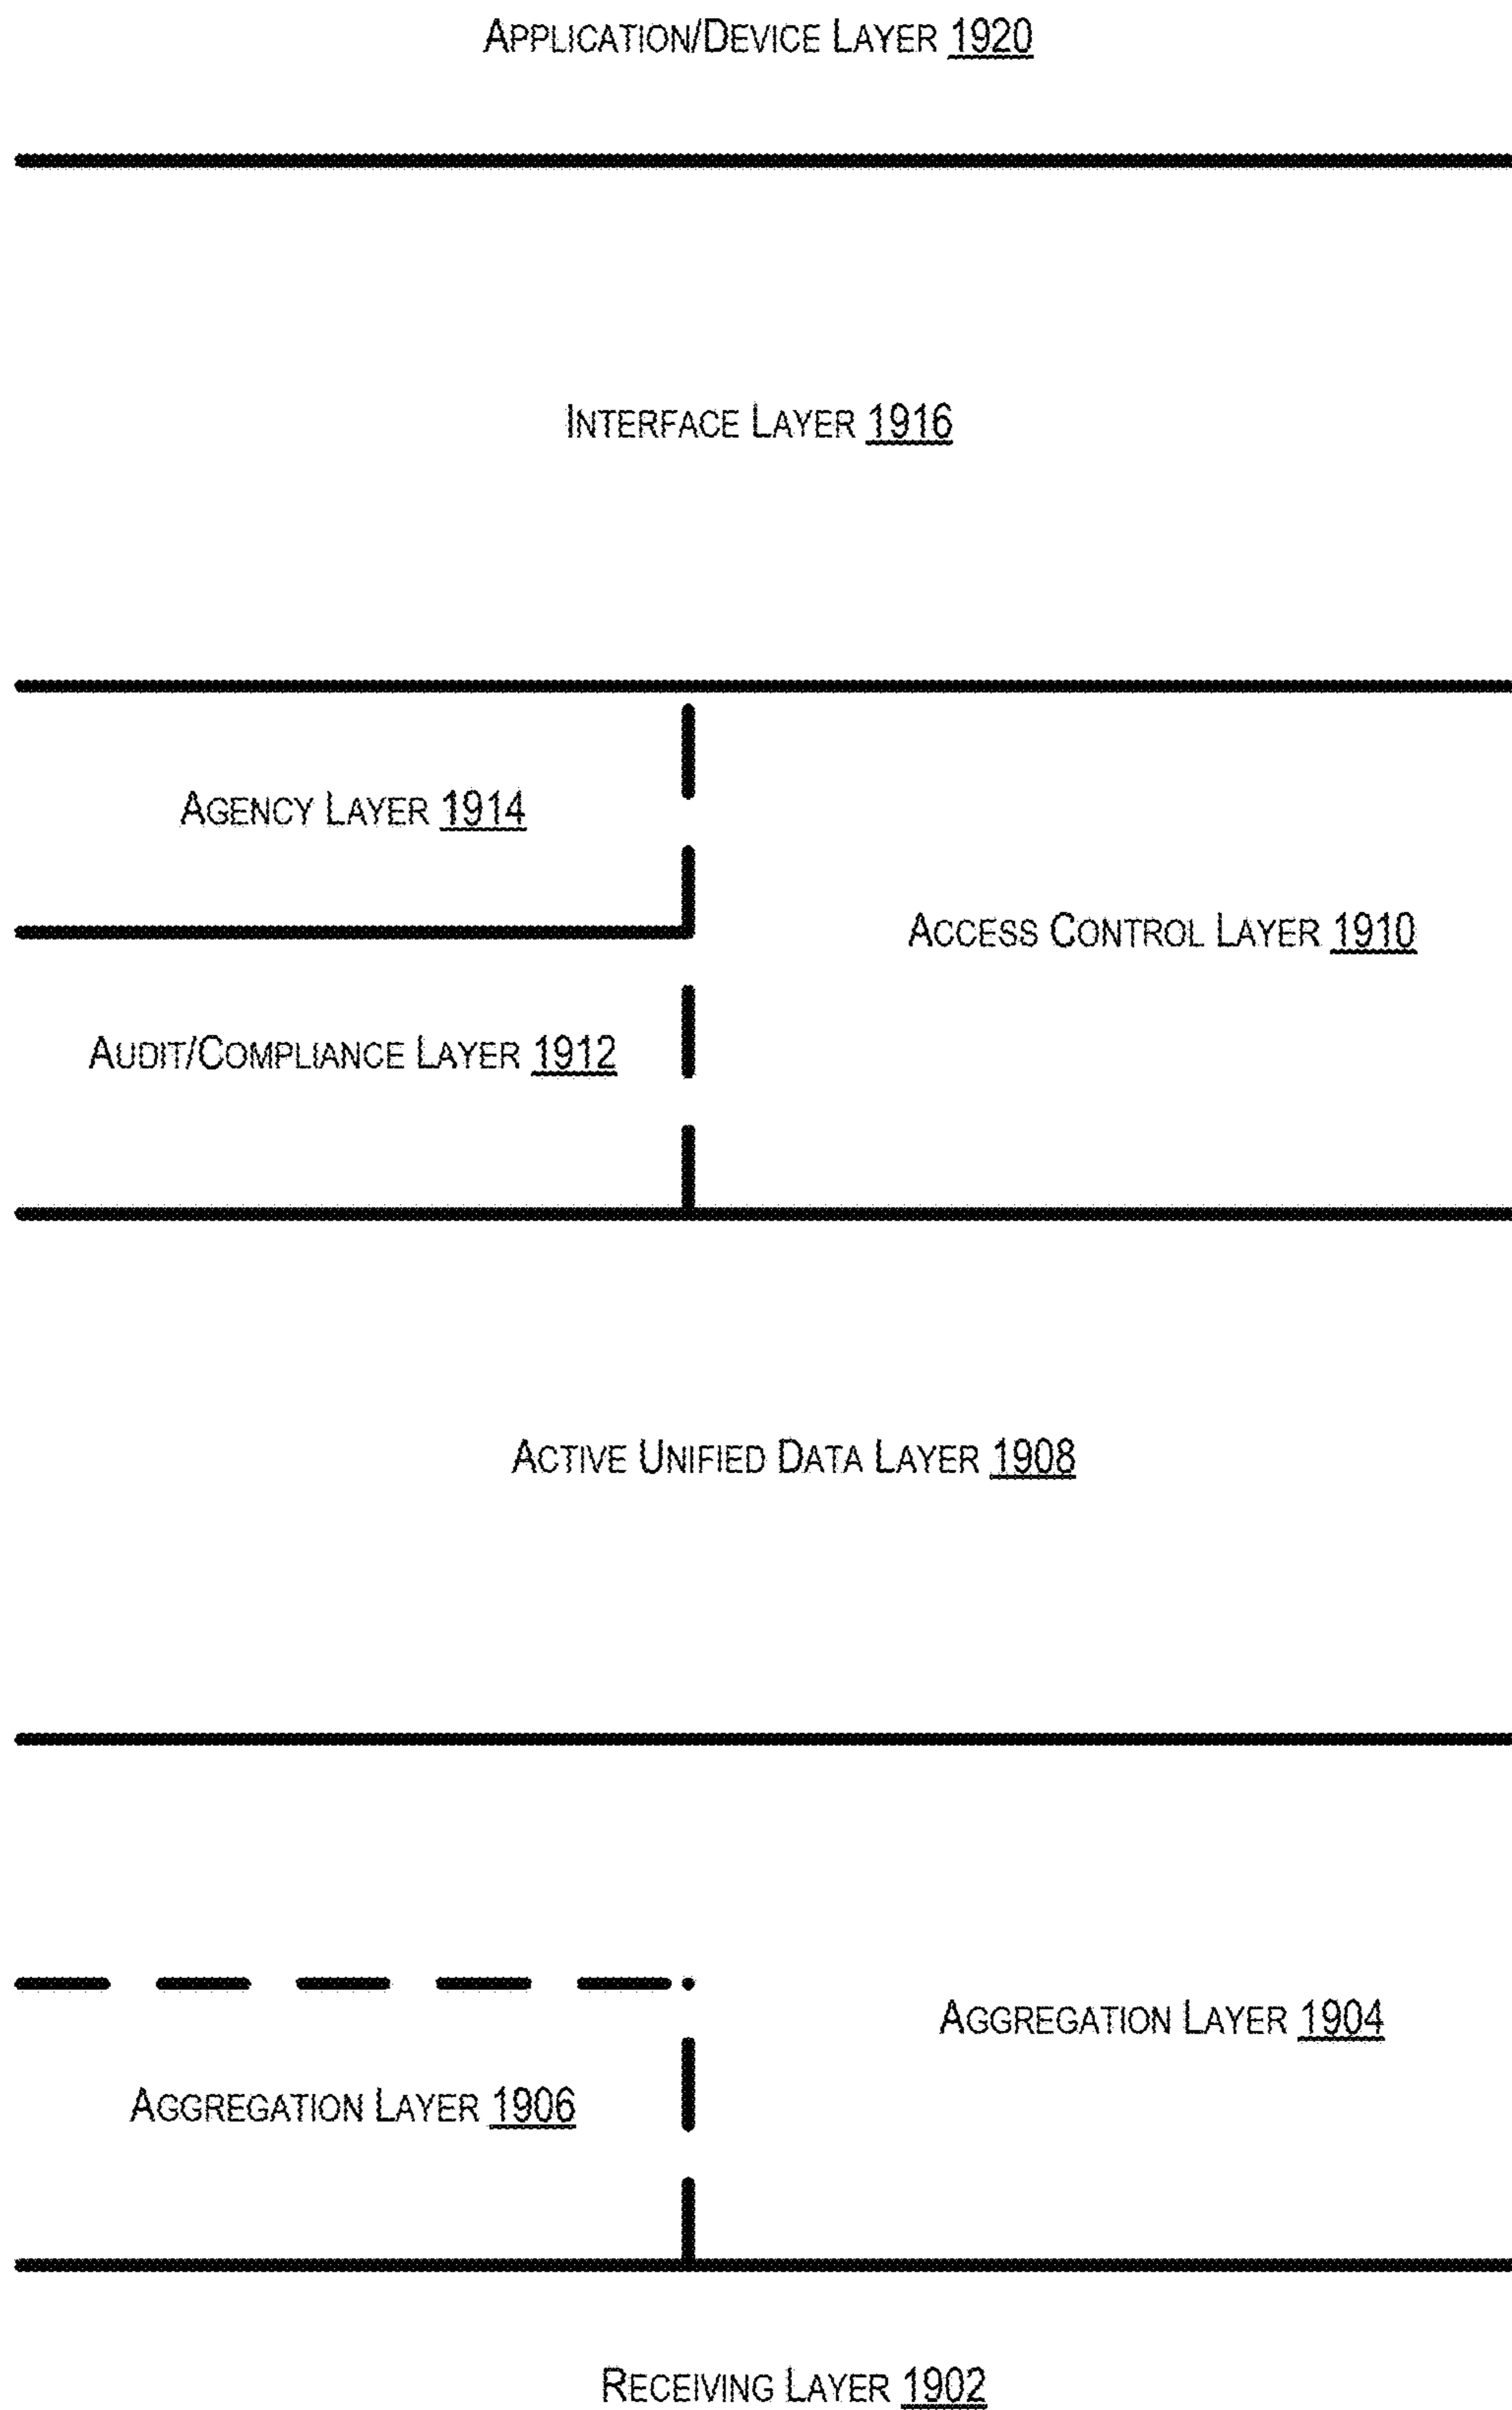 APPLICATION/DEVICE LAYER 1920
INTERFACE LAYER 1916
AGENCY LAYER 1914
ACCESS CONTROL LAYER 1910
AUDIT/COMPLIANCE LAYER 1912
ACTIVE UNIFIED DATA LAYER 1908
AGGREGATION LAYER 1904
AGGREGATION LAYER 1906
RECEIVING LAYER 1902